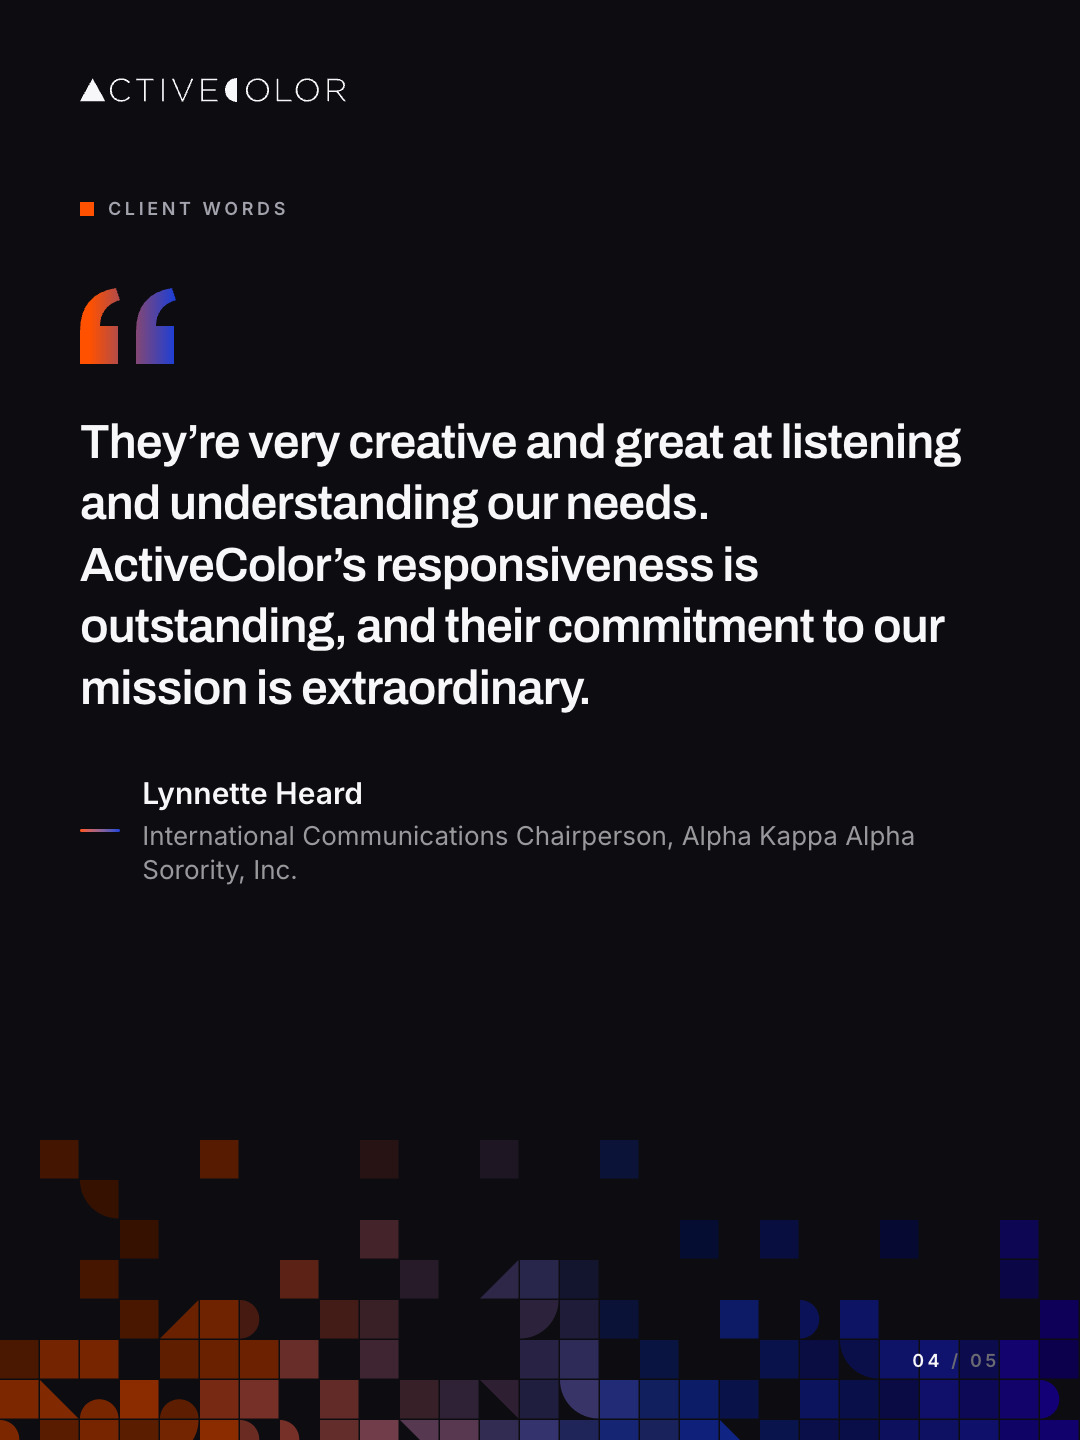 ACTIVECOLOR
CLIENT WORDS
“
They’re very creative and great at listening
and understanding our needs.
ActiveColor’s responsiveness is
outstanding, and their commitment to our
mission is extraordinary.
Lynnette Heard
International Communications Chairperson, Alpha Kappa Alpha
Sorority, Inc.
04 / 05